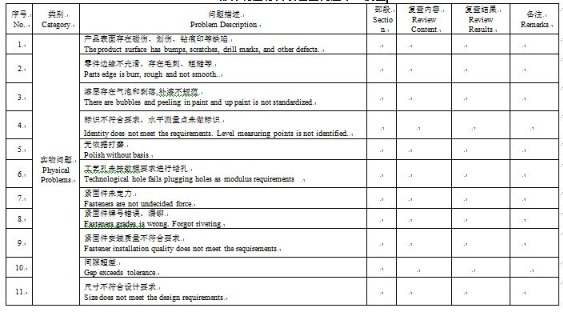 序号 类别 问题描述 部段 复查内容 复查结果 备注
No. Category Problem Description Section Review Content Review Results Remarks
1 产品表面存在磕伤、划伤、钻痕印等缺陷
The product surface has bumps, scratches, drill marks, and other defects.
2. 零件边缘不光滑,存在毛刺、粗糙等
Parts edge is burr, rough and not smooth.
3. 漆层存在气泡和剥落,补漆不规范
There are bubbles and peeling in paint and up paint is not standardized.
4. 标识不符合要求,水平测量点未做标识
Identity does not meet the requirements. Level measuring points is not identified.
实物问题
Physical
Problems
5. 无依据打磨
Polish without basis
6. 工艺孔未按数模要求进行堵孔
Technological hole fails plugging holes as modulus requirements
7. 紧固件未定力
Fasteners are not undecided force.
8. 紧固件牌号错误、漏铆
Fasteners grades is wrong. Forgot riveting
9. 紧固件安装质量不符合要求
Fastener installation quality does not meet the requirements
10. 间隙超差
Gap exceeds tolerance.
11. 尺寸不符合设计要求
Size does not meet the design requirements.